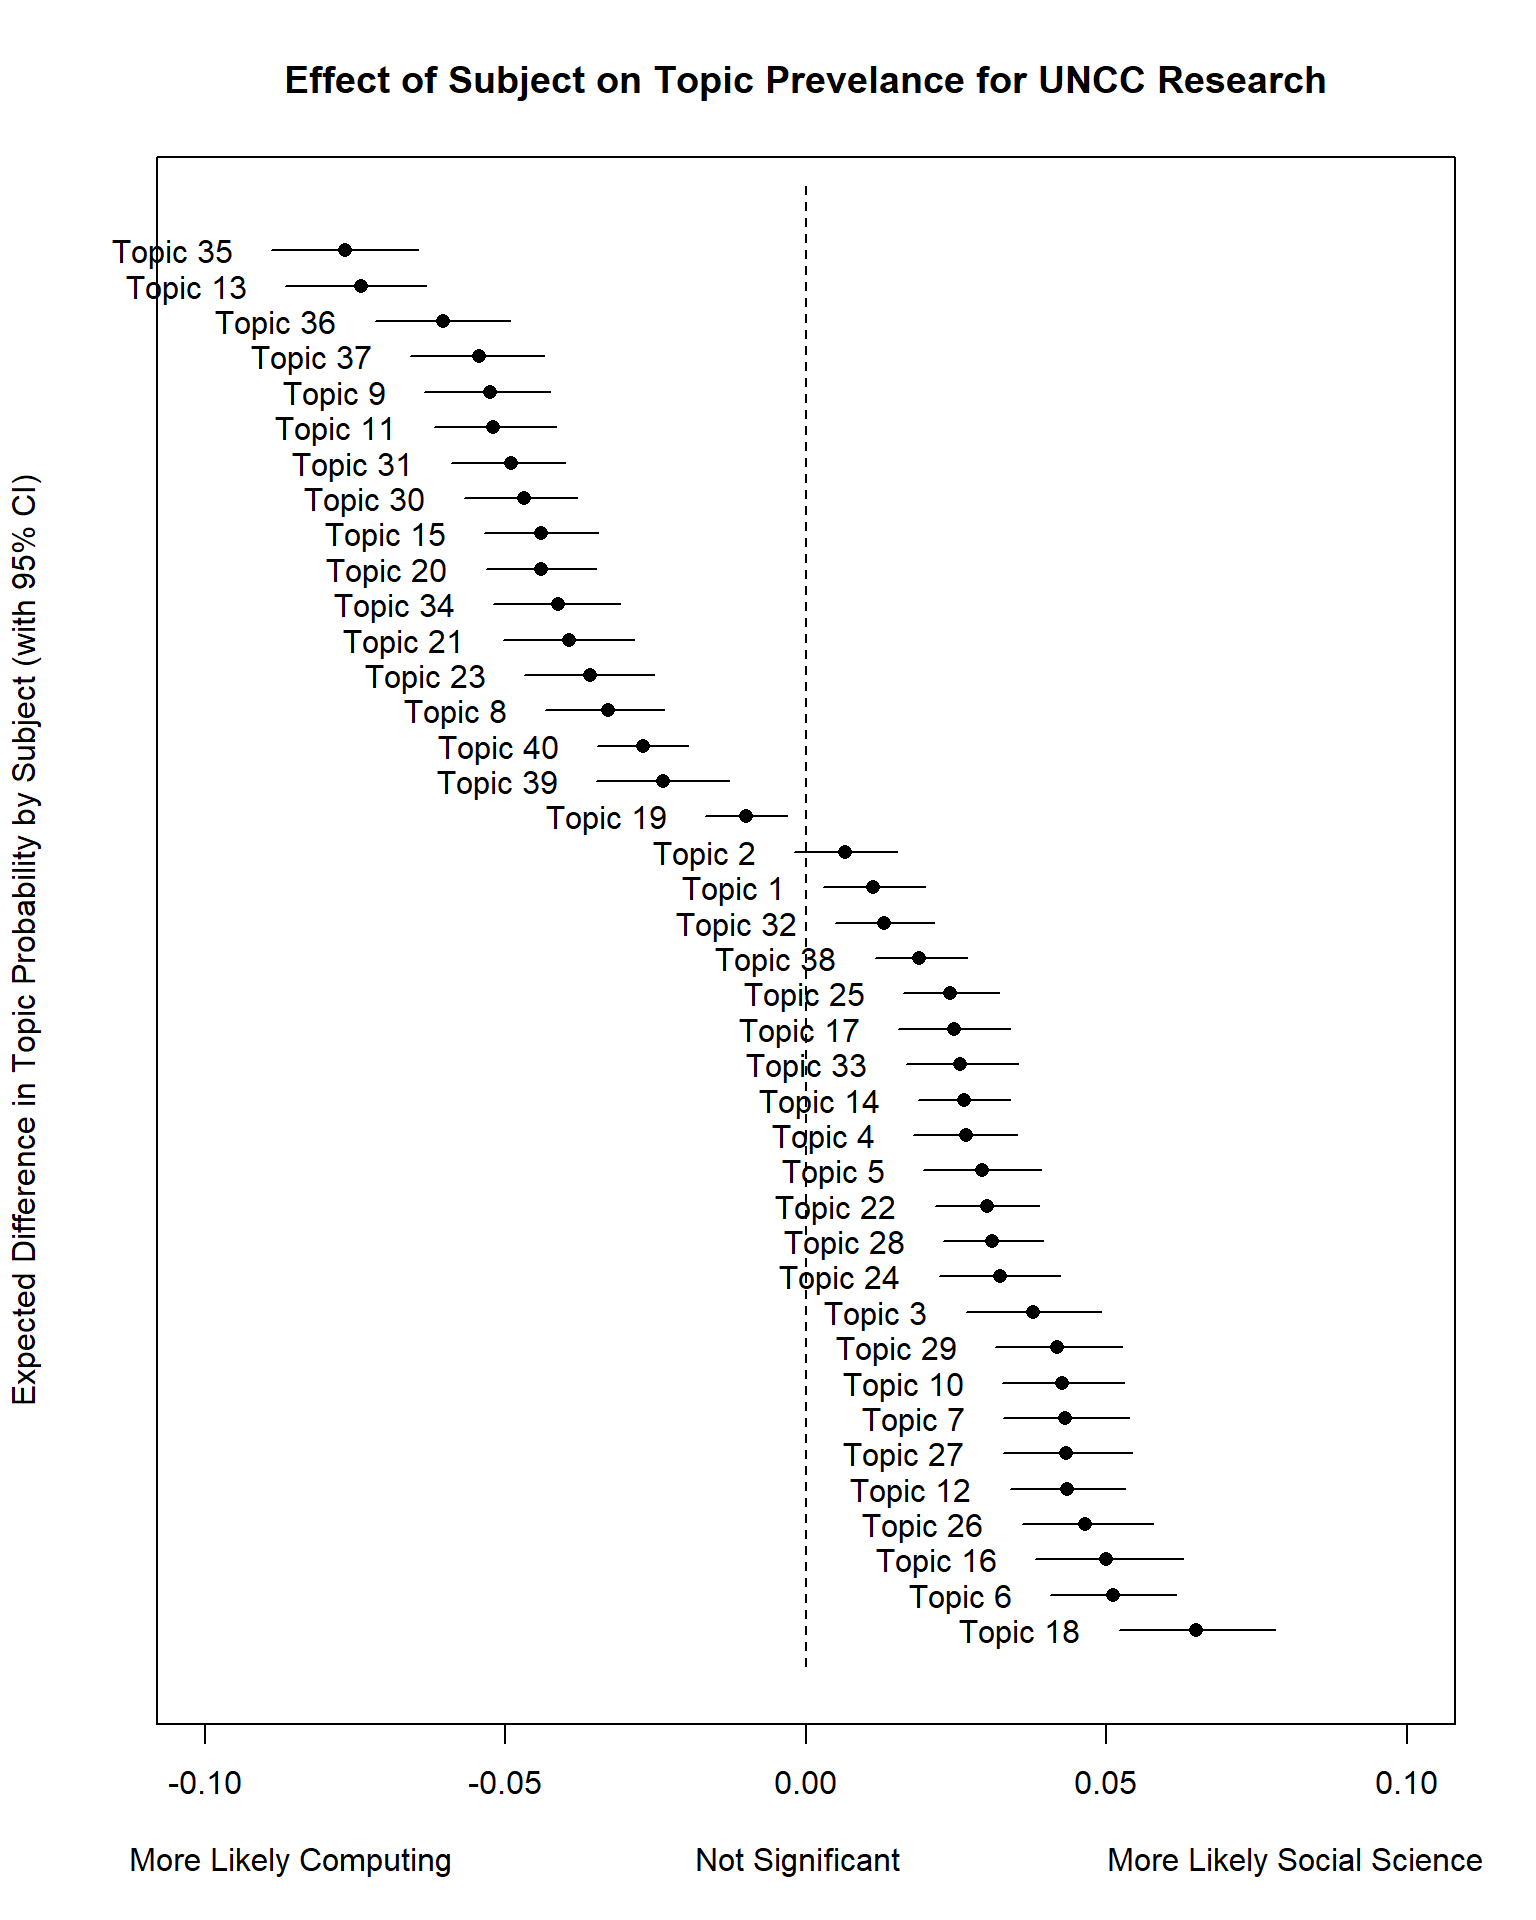 Effect of Subject on Topic Prevelance for UNCC Research
Expected Difference in Topic Probability by Subject (with 95% CI)
Topic 35
Topic 13
Topic 36
Topic 37
Topic 9
Topic 11
Topic 31
Topic 30
Topic 15
Topic 20
Topic 34
Topic 21
Topic 23
Topic 8
Topic 40
Topic 39
Topic 19
Topic 2
Topic 1
Topic 32
Topic 38
Topic 25
Topic 17
Topic 33
Topic 14
Topic 4
Topic 5
Topic 22
Topic 28
Topic 24
Topic 3
Topic 29
Topic 10
Topic 7
Topic 27
Topic 12
Topic 26
Topic 16
Topic 6
Topic 18
-0.10 -0.05 0.00 0.05 0.10
More Likely Computing Not Significant More Likely Social Science